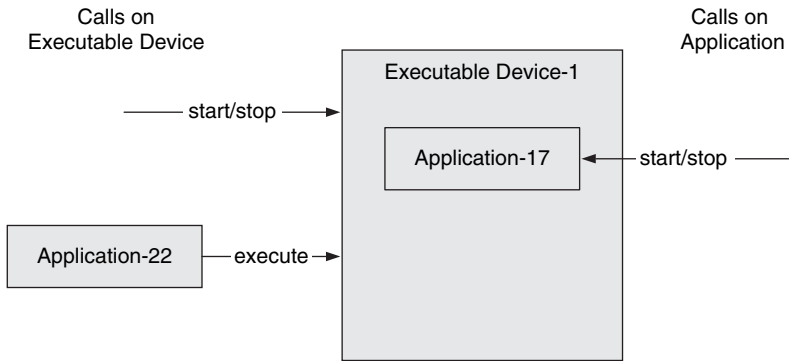 Calls on
Executable Device
Calls on
Application
Executable Device-1
start/stop
Application-17
start/stop
Application-22
execute